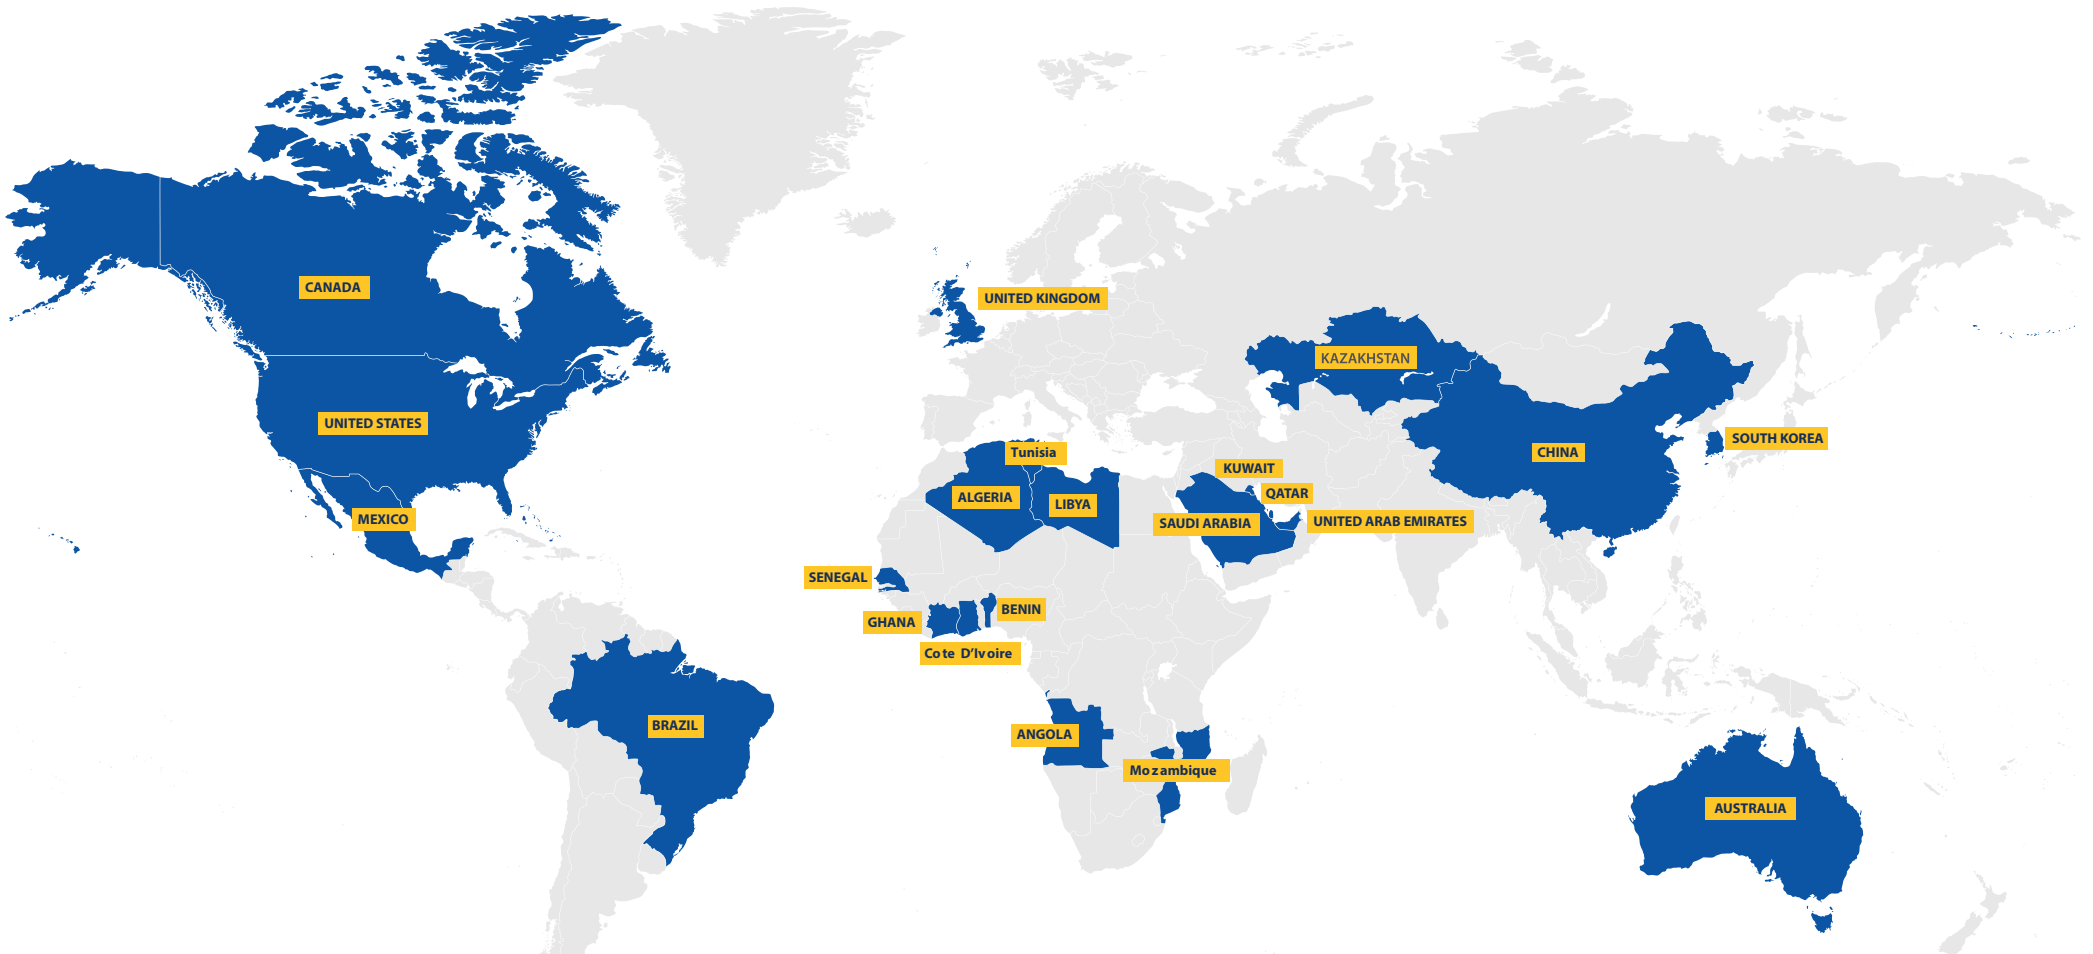 CANADA
UNITED KINGDOM
KAZAKHSTAN
UNITED STATES
SOUTH KOREA
Tunisia
CHINA
KUWAIT
QATAR
ALGERIA
LIBYA
MEXICO
SAUDI ARABIA
UNITED ARAB EMIRATES
SENEGAL
BENIN
GHANA
Cote D'Ivoire
BRAZIL
ANGOLA
Mozambique
AUSTRALIA